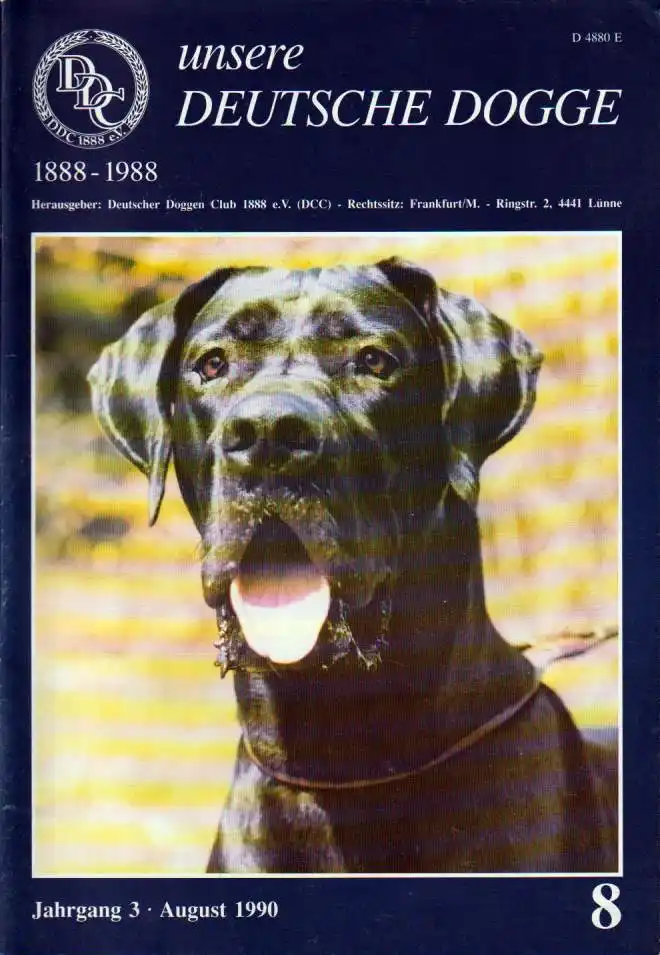 D 4880 E
DDC
DDC 1888 e.V.
unsere
DEUTSCHE DOGGE
1888 - 1988
Herausgeber: Deutscher Doggen Club 1888 e.V. (DCC) - Rechtssitz: Frankfurt/M. - Ringstr. 2, 4441 Lünne
Jahrgang 3 · August 1990
8